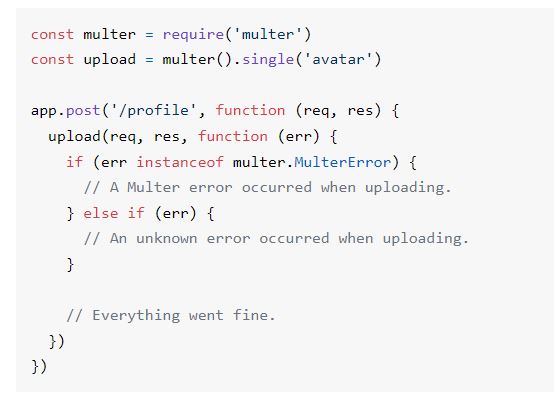 const multer = require('multer')
const upload = multer().single('avatar')
app.post('/profile', function (req, res) {
upload(req, res, function (err) {
if (err instanceof multer.MulterError) {
// A Multer error occurred when uploading.
} else if (err) {
// An unknown error occurred when uploading.
}
// Everything went fine.
})
})